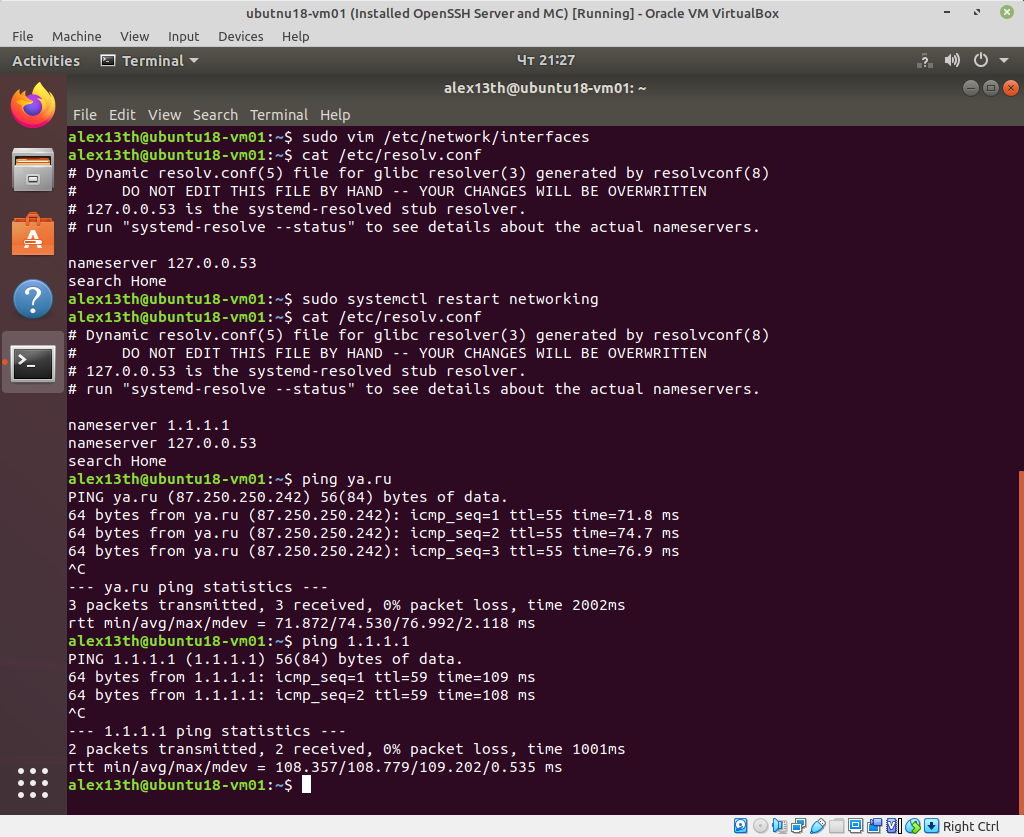 ubutnu18-vm01 (Installed OpenSSH Server and MC) [Running] - Oracle VM VirtualBox
File Machine View Input Devices Help
Activities Terminal Чт 21:27
alex13th@ubuntu18-vm01: ~
File Edit View Search Terminal Help
alex13th@ubuntu18-vm01:~$ sudo vim /etc/network/interfaces
alex13th@ubuntu18-vm01:~$ cat /etc/resolv.conf
# Dynamic resolv.conf(5) file for glibc resolver(3) generated by resolvconf(8)
#     DO NOT EDIT THIS FILE BY HAND -- YOUR CHANGES WILL BE OVERWRITTEN
# 127.0.0.53 is the systemd-resolved stub resolver.
# run "systemd-resolve --status" to see details about the actual nameservers.

nameserver 127.0.0.53
search Home
alex13th@ubuntu18-vm01:~$ sudo systemctl restart networking
alex13th@ubuntu18-vm01:~$ cat /etc/resolv.conf
# Dynamic resolv.conf(5) file for glibc resolver(3) generated by resolvconf(8)
#     DO NOT EDIT THIS FILE BY HAND -- YOUR CHANGES WILL BE OVERWRITTEN
# 127.0.0.53 is the systemd-resolved stub resolver.
# run "systemd-resolve --status" to see details about the actual nameservers.

nameserver 1.1.1.1
nameserver 127.0.0.53
search Home
alex13th@ubuntu18-vm01:~$ ping ya.ru
PING ya.ru (87.250.250.242) 56(84) bytes of data.
64 bytes from ya.ru (87.250.250.242): icmp_seq=1 ttl=55 time=71.8 ms
64 bytes from ya.ru (87.250.250.242): icmp_seq=2 ttl=55 time=74.7 ms
64 bytes from ya.ru (87.250.250.242): icmp_seq=3 ttl=55 time=76.9 ms
^C
--- ya.ru ping statistics ---
3 packets transmitted, 3 received, 0% packet loss, time 2002ms
rtt min/avg/max/mdev = 71.872/74.530/76.992/2.118 ms
alex13th@ubuntu18-vm01:~$ ping 1.1.1.1
PING 1.1.1.1 (1.1.1.1) 56(84) bytes of data.
64 bytes from 1.1.1.1: icmp_seq=1 ttl=59 time=109 ms
64 bytes from 1.1.1.1: icmp_seq=2 ttl=59 time=108 ms
^C
--- 1.1.1.1 ping statistics ---
2 packets transmitted, 2 received, 0% packet loss, time 1001ms
rtt min/avg/max/mdev = 108.357/108.779/109.202/0.535 ms
alex13th@ubuntu18-vm01:~$
Right Ctrl